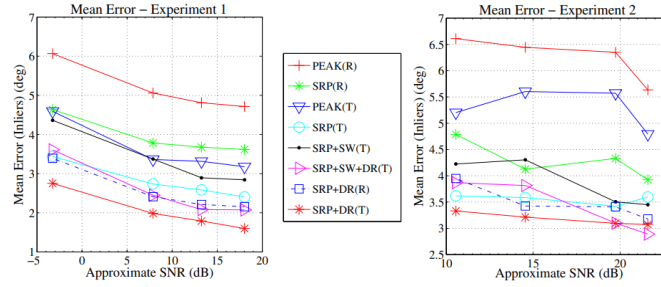 Mean Error – Experiment 1
7
6
5
4
3
2
1
−5
0
5
10
15
20
Approximate SNR (dB)
Mean Error (Inliers) (deg)
PEAK(R)
SRP(R)
PEAK(T)
SRP(T)
SRP+SW(T)
SRP+SW+DR(T)
SRP+DR(R)
SRP+DR(T)
Mean Error – Experiment 2
7
6.5
6
5.5
5
4.5
4
3.5
3
2.5
10
15
20
Approximate SNR (dB)
Mean Error (Inliers) (deg)